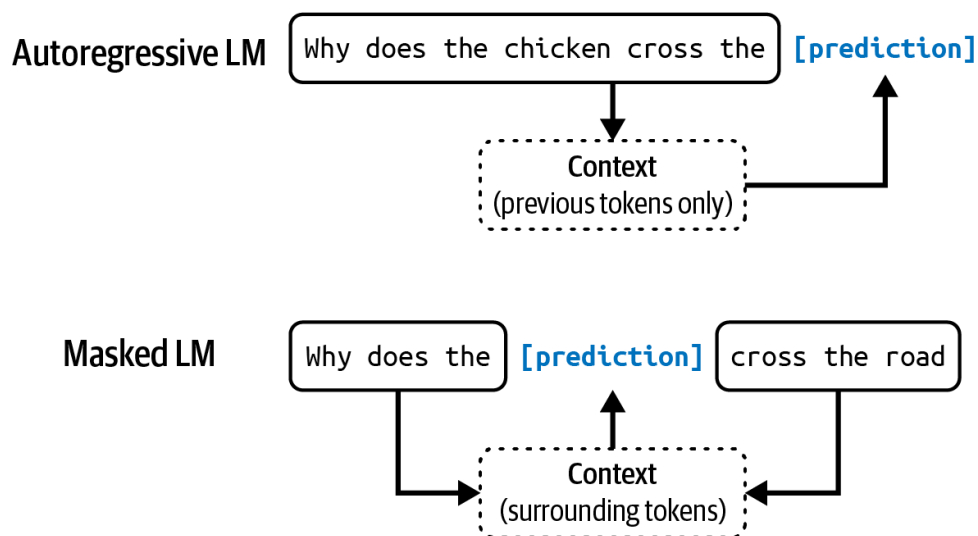 Autoregressive LM
Why does the chicken cross the [prediction]
Context
(previous tokens only)
Masked LM
Why does the [prediction] cross the road
Context
(surrounding tokens)